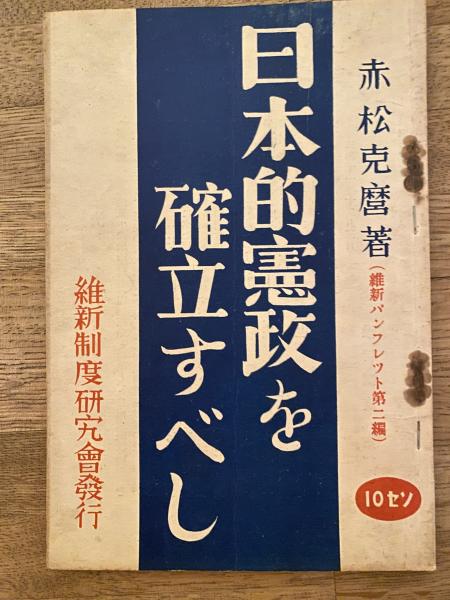 赤松克麿著
(維新パンフレツト第二編)
日本的憲政を
確立すべし
維新制度研究會發行
10セン